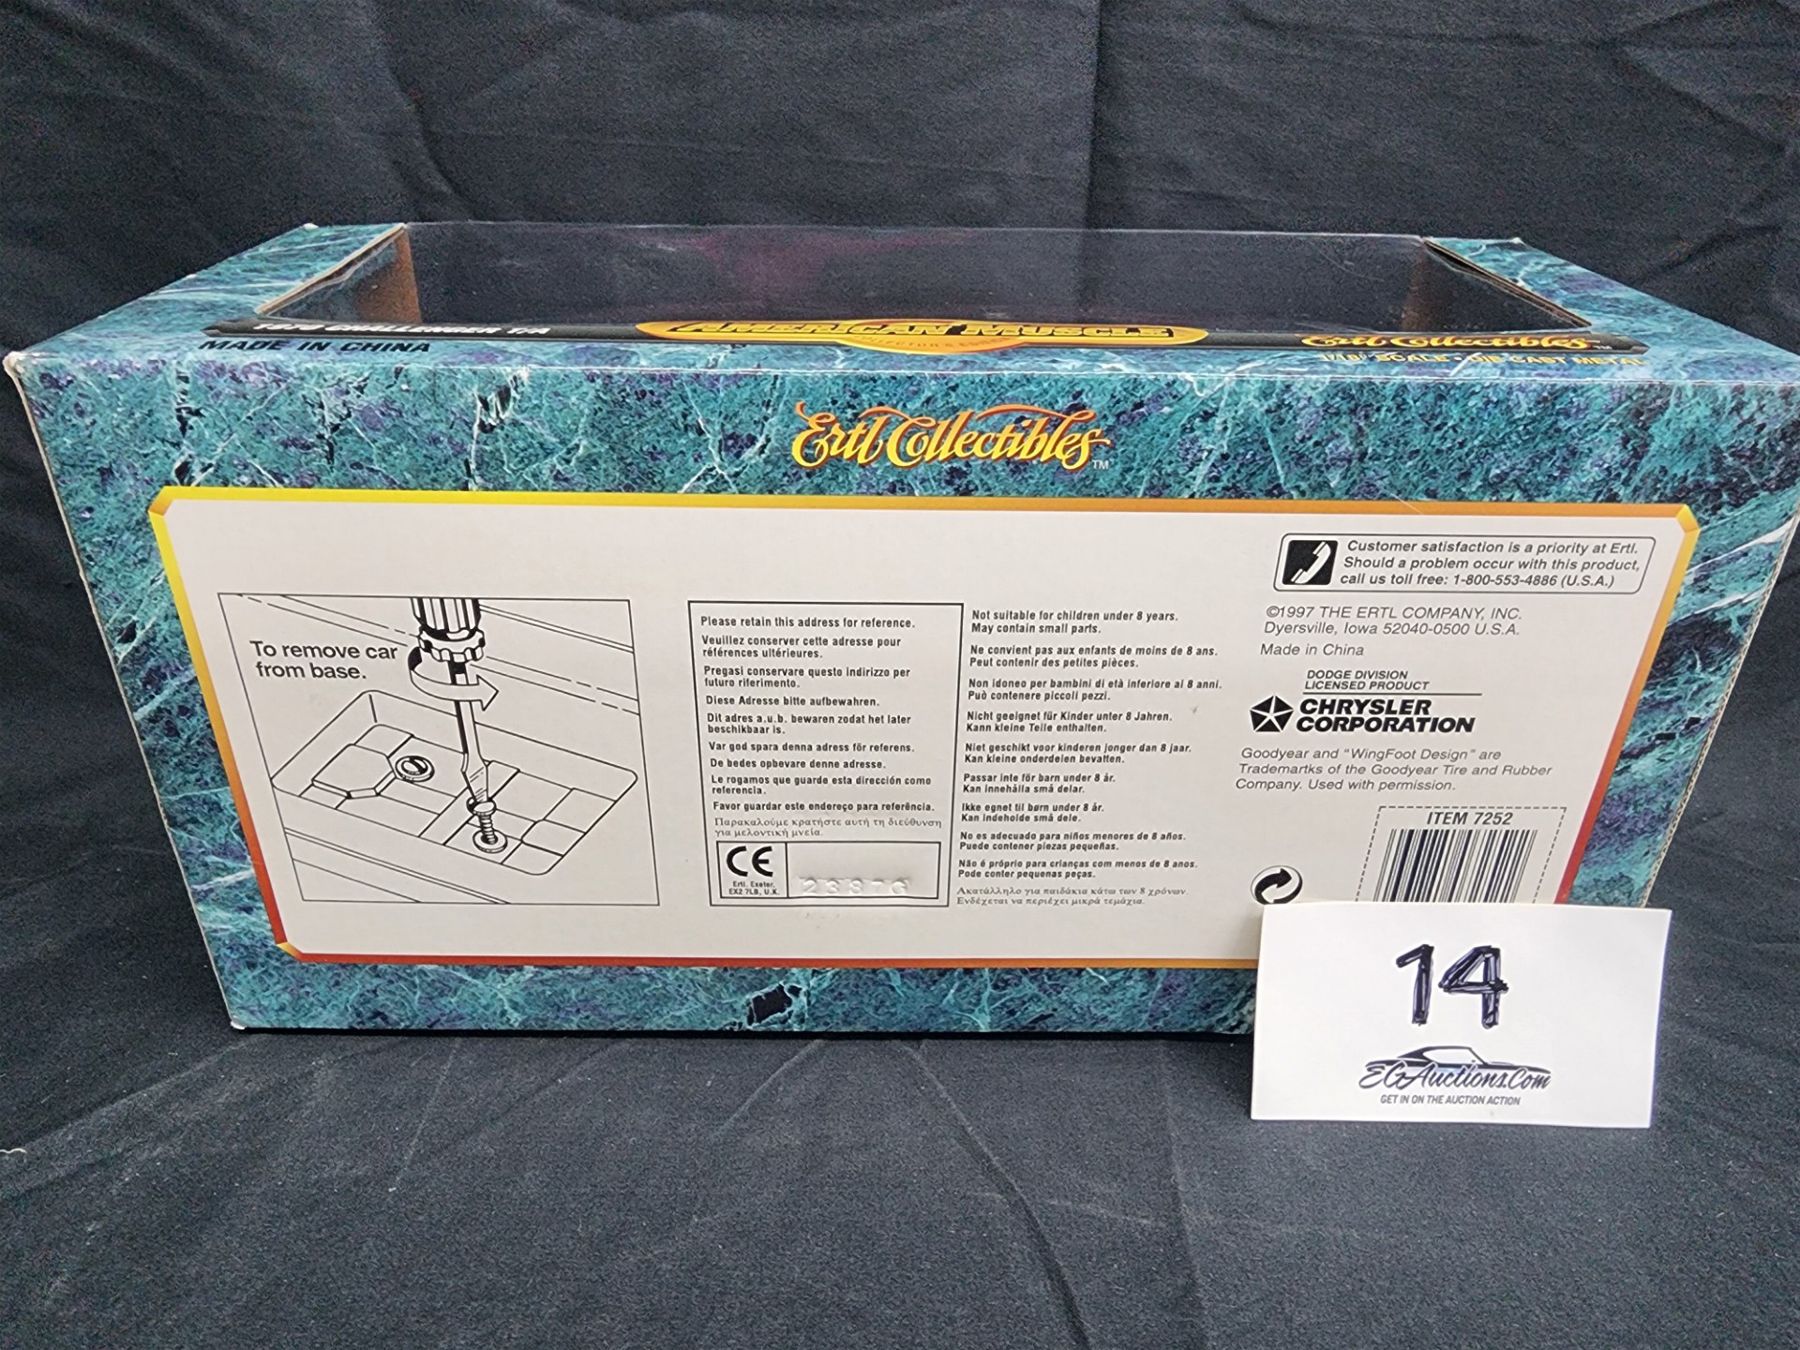 1970 CHALLENGER T/A
MADE IN CHINA
AMERICAN MUSCLE
Ertl Collectibles™
1/18 SCALE • DIE CAST METAL
Ertl Collectibles™
To remove car
from base.
Please retain this address for reference.
Veuillez conserver cette adresse pour
références ultérieures.
Pregasi conservare questo indirizzo per
futuro riferimento.
Diese Adresse bitte aufbewahren.
Dit adres a.u.b. bewaren zodat het later
beschikbaar is.
Var god spara denna adress för referens.
De bedes opbevare denne adresse.
Le rogamos que guarde esta dirección como
referencia.
Favor guardar este endereço para referência.
Παρακαλούμε κρατήστε αυτή τη διεύθυνση
για μελοντική μνεία.
CE
Ertl. Exeter.
EX2 7LB, U.K.
Not suitable for children under 8 years.
May contain small parts.
Ne convient pas aux enfants de moins de 8 ans.
Peut contenir des petites pièces.
Non idoneo per bambini di età inferiore ai 8 anni.
Può contenere piccoli pezzi.
Nicht geeignet für Kinder unter 8 Jahren.
Kann kleine Teile enthalten.
Niet geschikt voor kinderen jonger dan 8 jaar.
Kan kleine onderdelen bevatten.
Passar inte för barn under 8 år.
Kan innehålla små delar.
Ikke egnet til børn under 8 år.
Kan indeholde små dele.
No es adecuado para niños menores de 8 años.
Puede contener piezas pequeñas.
Não é próprio para crianças com menos de 8 anos.
Pode conter pequenas peças.
Ακατάλληλο για παιδάκια κάτω των 8 χρόνων.
Ενδέχεται να περιέχει μικρά τεμάχια.
Customer satisfaction is a priority at Ertl.
Should a problem occur with this product,
call us toll free: 1-800-553-4886 (U.S.A.)
©1997 THE ERTL COMPANY, INC.
Dyersville, Iowa 52040-0500 U.S.A.
Made in China
DODGE DIVISION
LICENSED PRODUCT
CHRYSLER
CORPORATION
Goodyear and "WingFoot Design" are
Trademartks of the Goodyear Tire and Rubber
Company. Used with permission.
ITEM 7252
14
EGAuctions.Com
GET IN ON THE AUCTION ACTION